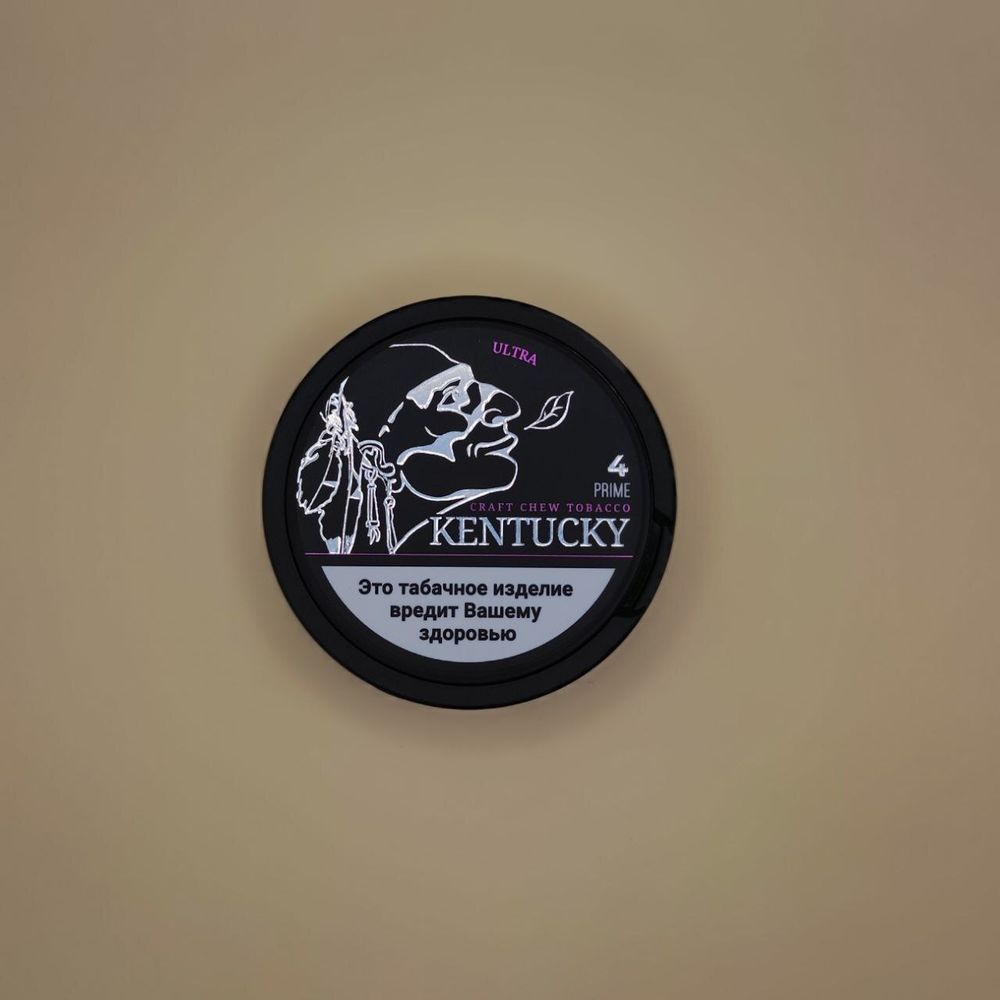 ULTRA
4
PRIME
CRAFT CHEW TOBACCO
KENTUCKY
Это табачное изделие
вредит Вашему
здоровью